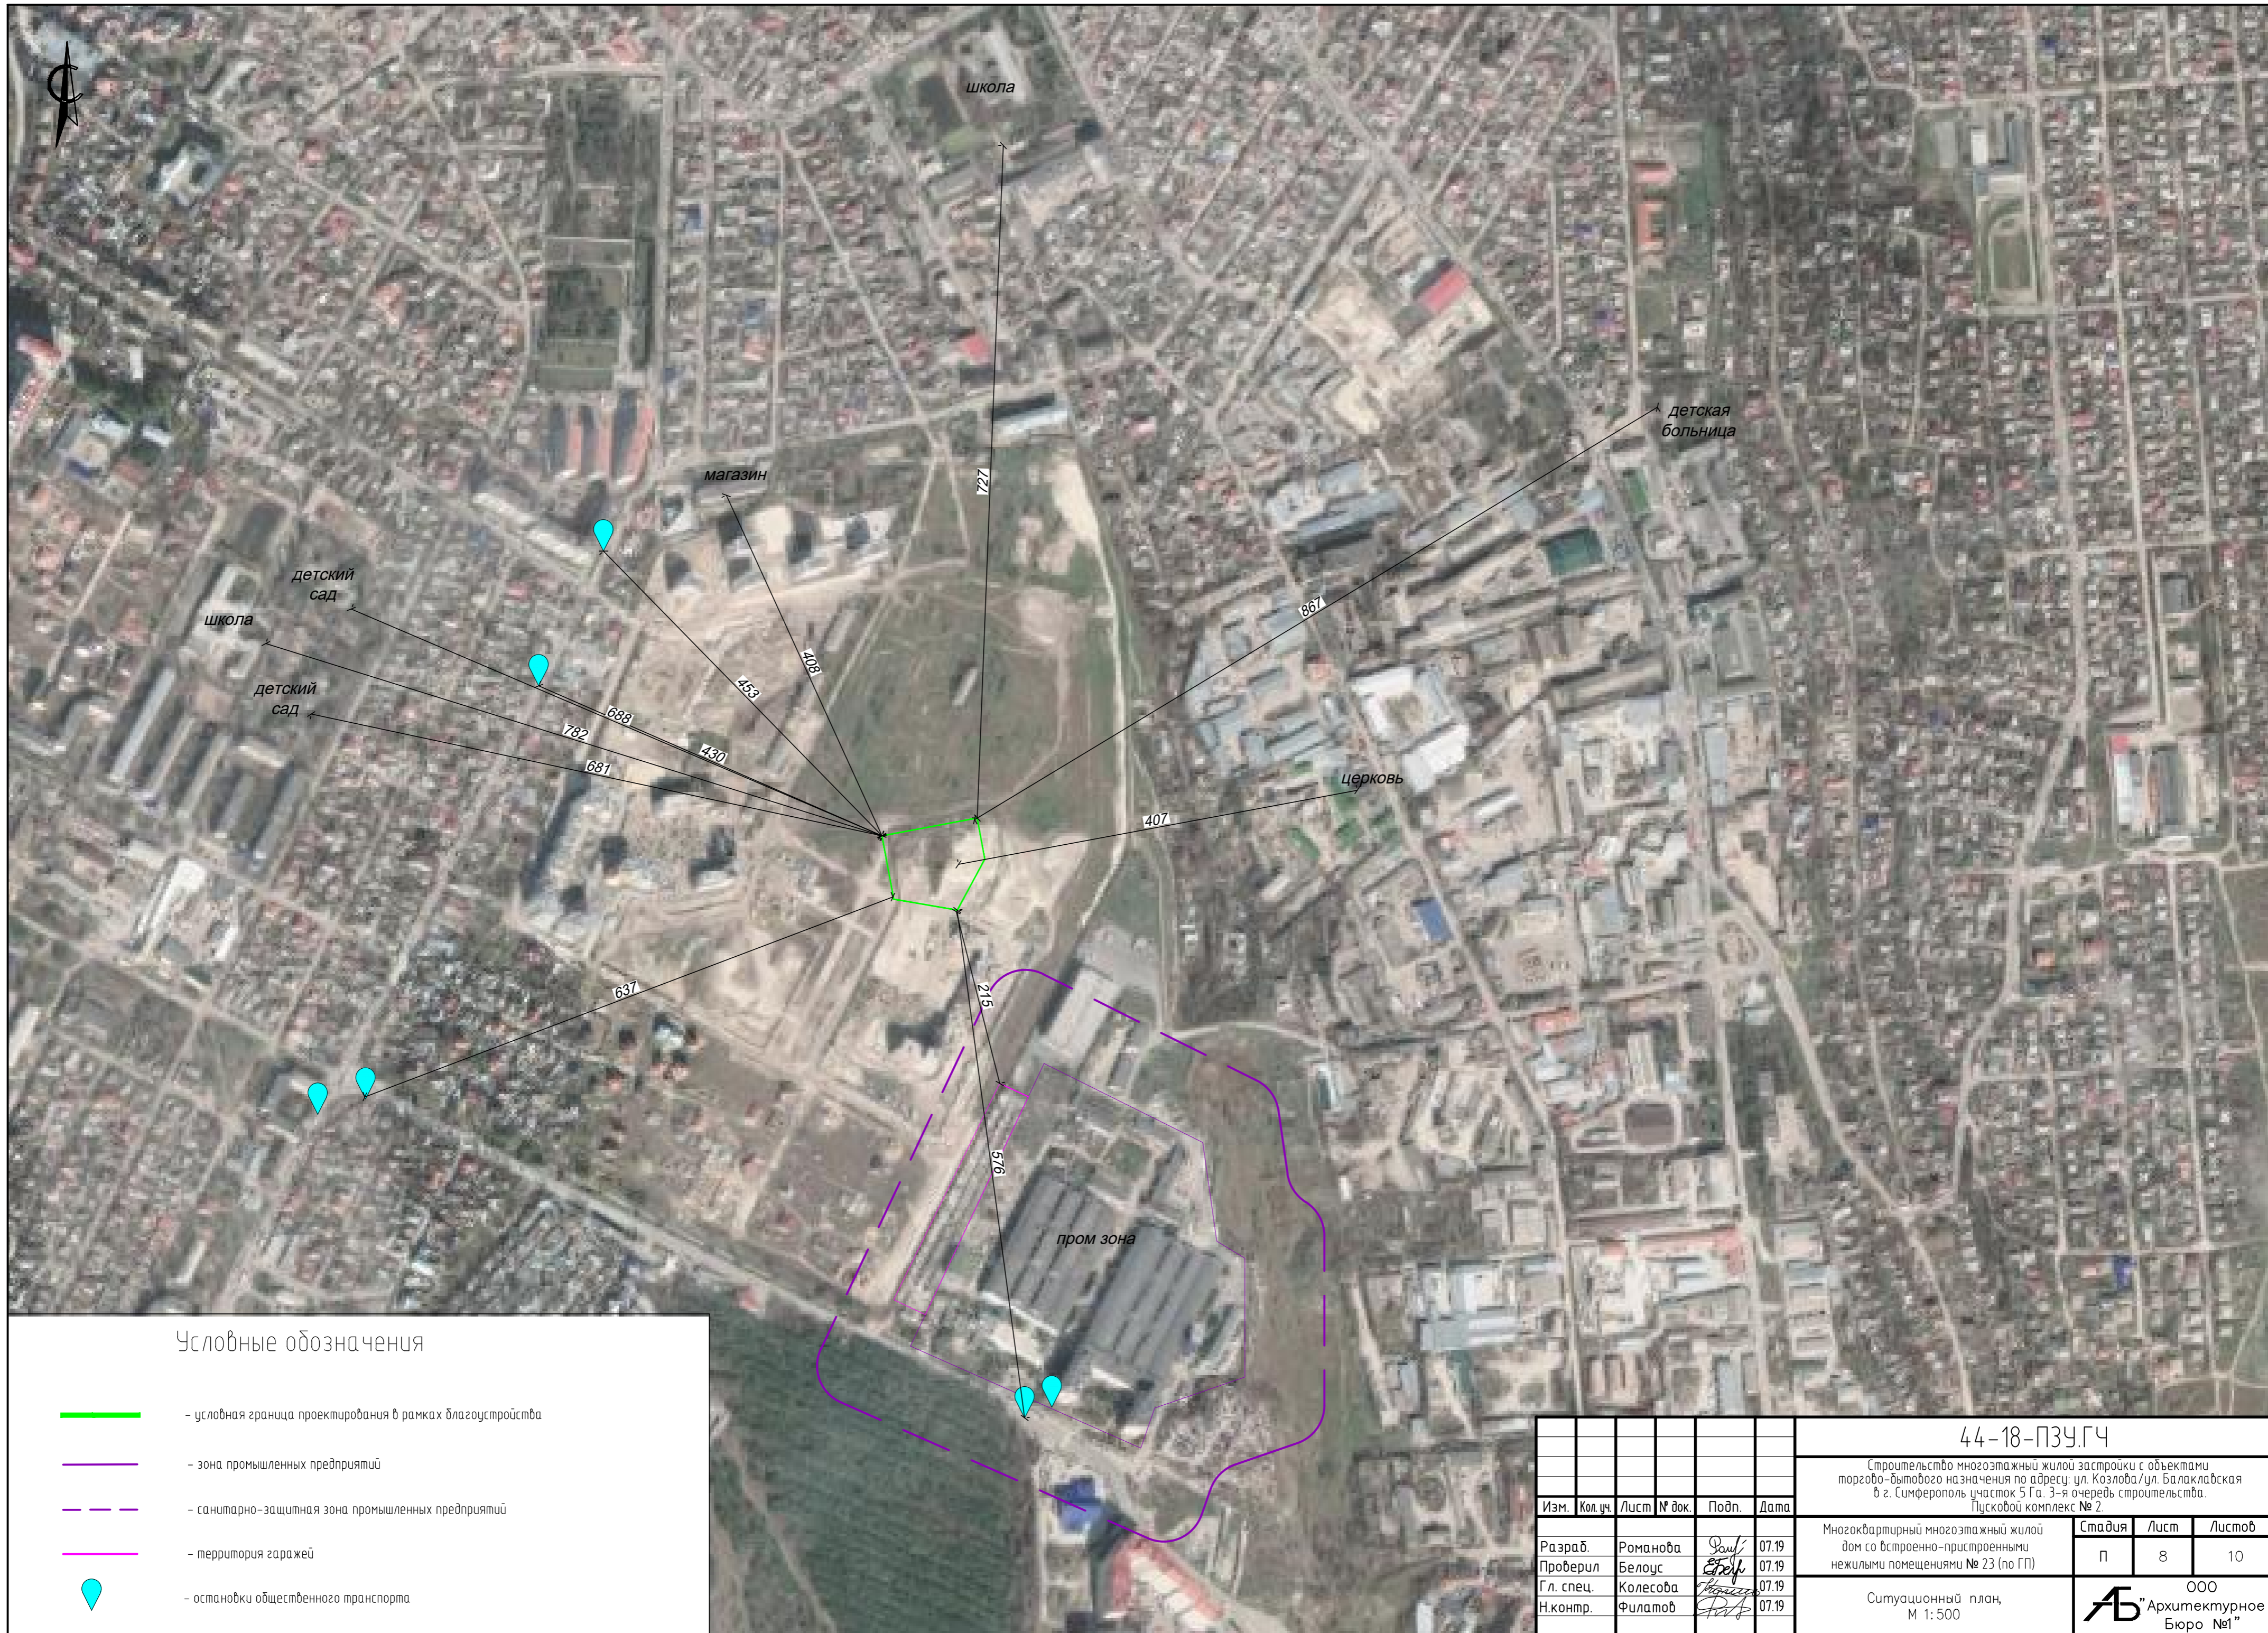 С
школа
детская
больница
магазин
727
детский
сад
867
школа
408
453
детский
сад
688
782
430
681
церковь
407
637
215
576
пром зона
Условные обозначения
- условная граница проектирования в рамках благоустройства
- зона промышленных предприятий
- санитарно-защитная зона промышленных предприятий
- территория гаражей
- остановки общественного транспорта
44-18-ПЗУ.ГЧ
Строительство многоэтажный жилой застройки с объектами
торгово-бытового назначения по адресу: ул. Козлова/ул. Балаклавская
в г. Симферополь участок 5 Га. 3-я очередь строительства.
Пусковой комплекс № 2.
Изм. Кол.уч. Лист № док. Подп. Дата
Разраб. Романова 07.19
Проверил Белоус 07.19
Гл. спец. Колесова 07.19
Н.контр. Филатов 07.19
Многоквартирный многоэтажный жилой
дом со встроенно-пристроенными
нежилыми помещениями № 23 (по ГП)
Стадия Лист Листов
П 8 10
Ситуационный план,
М 1:500
АБ
ООО
"Архитектурное
Бюро №1"